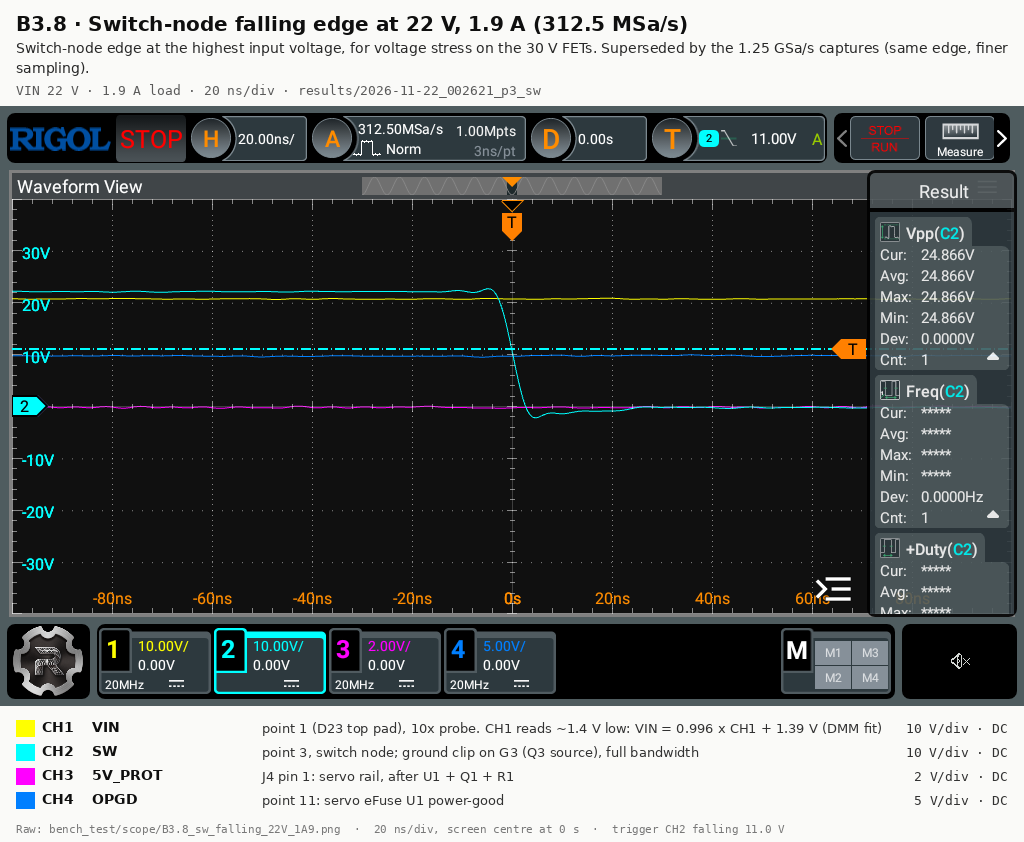 B3.8 · Switch-node falling edge at 22 V, 1.9 A (312.5 MSa/s)
Switch-node edge at the highest input voltage, for voltage stress on the 30 V FETs. Superseded by the 1.25 GSa/s captures (same edge, finer
sampling).
VIN 22 V · 1.9 A load · 20 ns/div · results/2026-11-22_002621_p3_sw
RIGOL STOP H 20.00ns/ A 312.50MSa/s Norm 1.00Mpts 3ns/pt D 0.00s T 2 11.00V A STOP RUN Measure
Waveform View
Result
T
30V
20V
10V
T
2
-10V
-20V
-30V
-80ns -60ns -40ns -20ns 0s 20ns 40ns 60ns 80ns
Vpp(C2)
Cur: 24.866V
Avg: 24.866V
Max: 24.866V
Min: 24.866V
Dev: 0.0000V
Cnt: 1
Freq(C2)
Cur: *****
Avg: *****
Max: *****
Min: *****
Dev: 0.0000Hz
Cnt: 1
+Duty(C2)
Cur: *****
Avg: *****
Max: *****
R
1 10.00V/ 0.00V 20MHz
2 10.00V/ 0.00V
3 2.00V/ 0.00V 20MHz
4 5.00V/ 0.00V 20MHz
M M1 M3 M2 M4
CH1 VIN point 1 (D23 top pad), 10x probe. CH1 reads ~1.4 V low: VIN = 0.996 x CH1 + 1.39 V (DMM fit) 10 V/div · DC
CH2 SW point 3, switch node; ground clip on G3 (Q3 source), full bandwidth 10 V/div · DC
CH3 5V_PROT J4 pin 1: servo rail, after U1 + Q1 + R1 2 V/div · DC
CH4 OPGD point 11: servo eFuse U1 power-good 5 V/div · DC
Raw: bench_test/scope/B3.8_sw_falling_22V_1A9.png · 20 ns/div, screen centre at 0 s · trigger CH2 falling 11.0 V